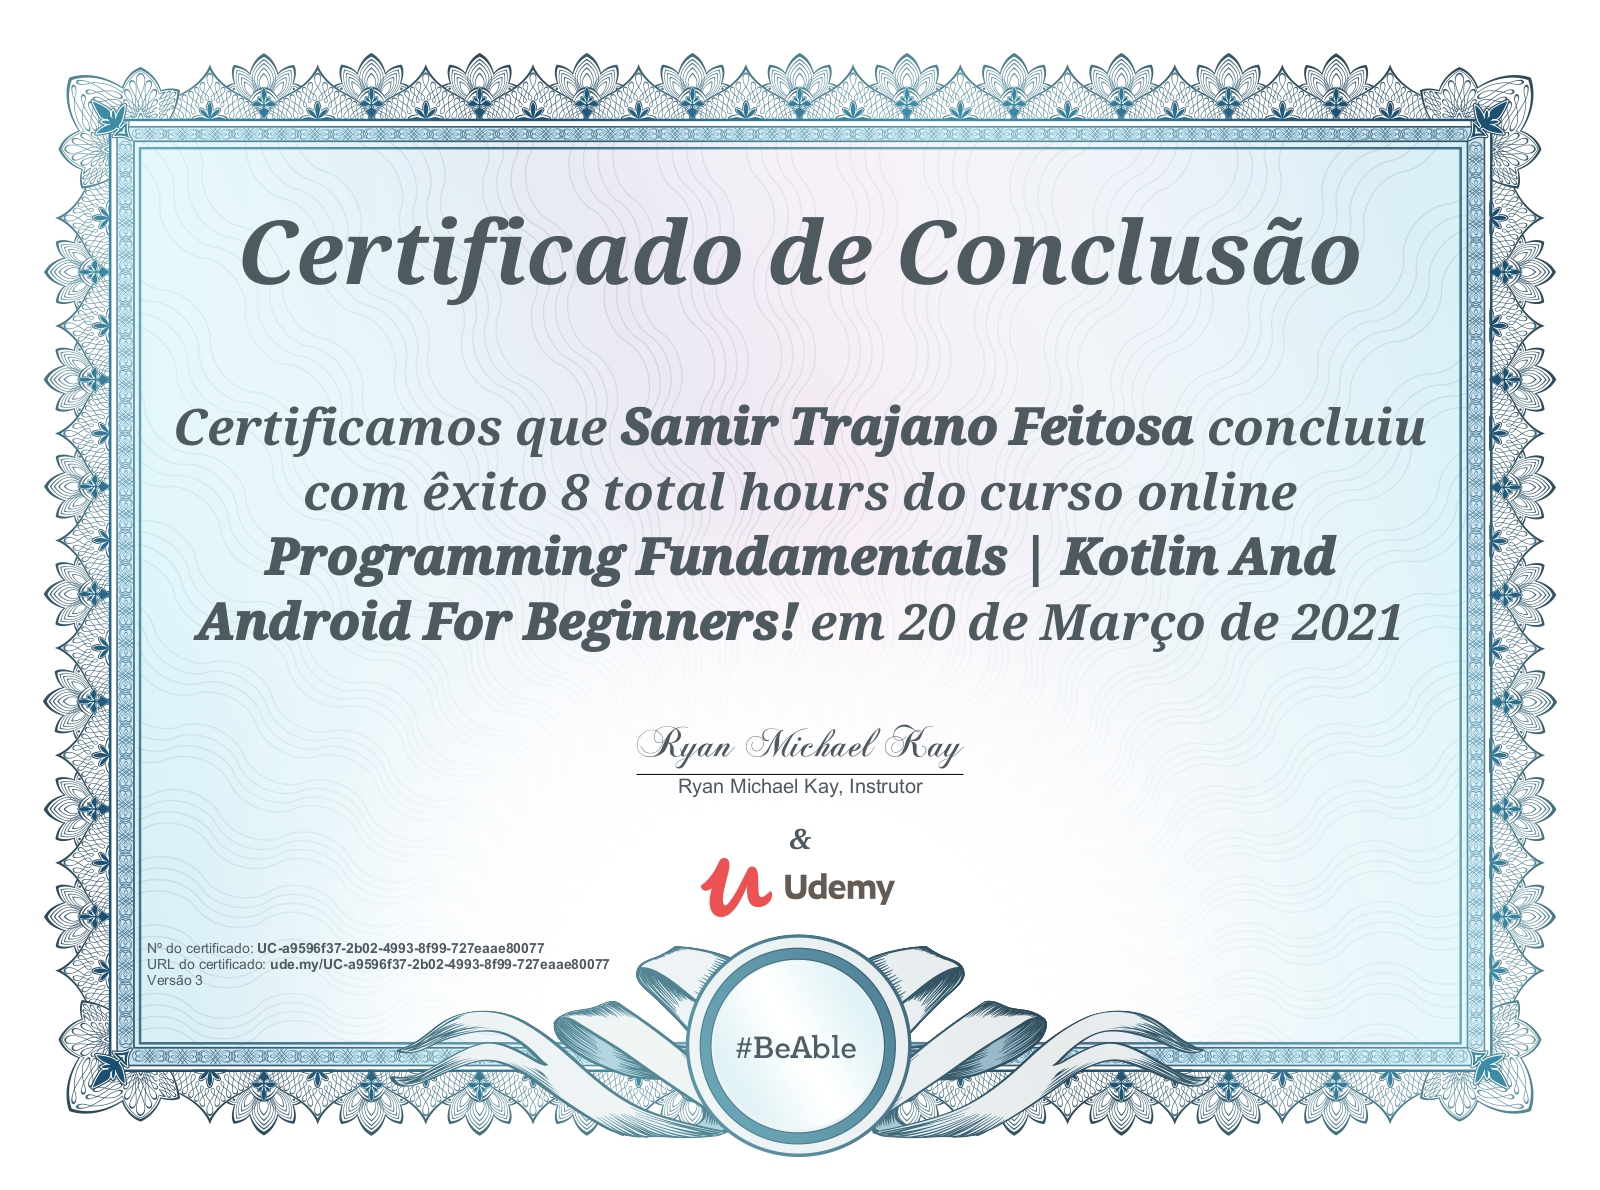 Certificado de Conclusão
Certificamos que Samir Trajano Feitosa concluiu
com êxito 8 total hours do curso online
Programming Fundamentals | Kotlin And
Android For Beginners! em 20 de Março de 2021
Ryan Michael Kay
Ryan Michael Kay, Instrutor
&
Udemy
Nº do certificado: UC-a9596f37-2b02-4993-8f99-727eaae80077
URL do certificado: ude.my/UC-a9596f37-2b02-4993-8f99-727eaae80077
Versão 3
#BeAble